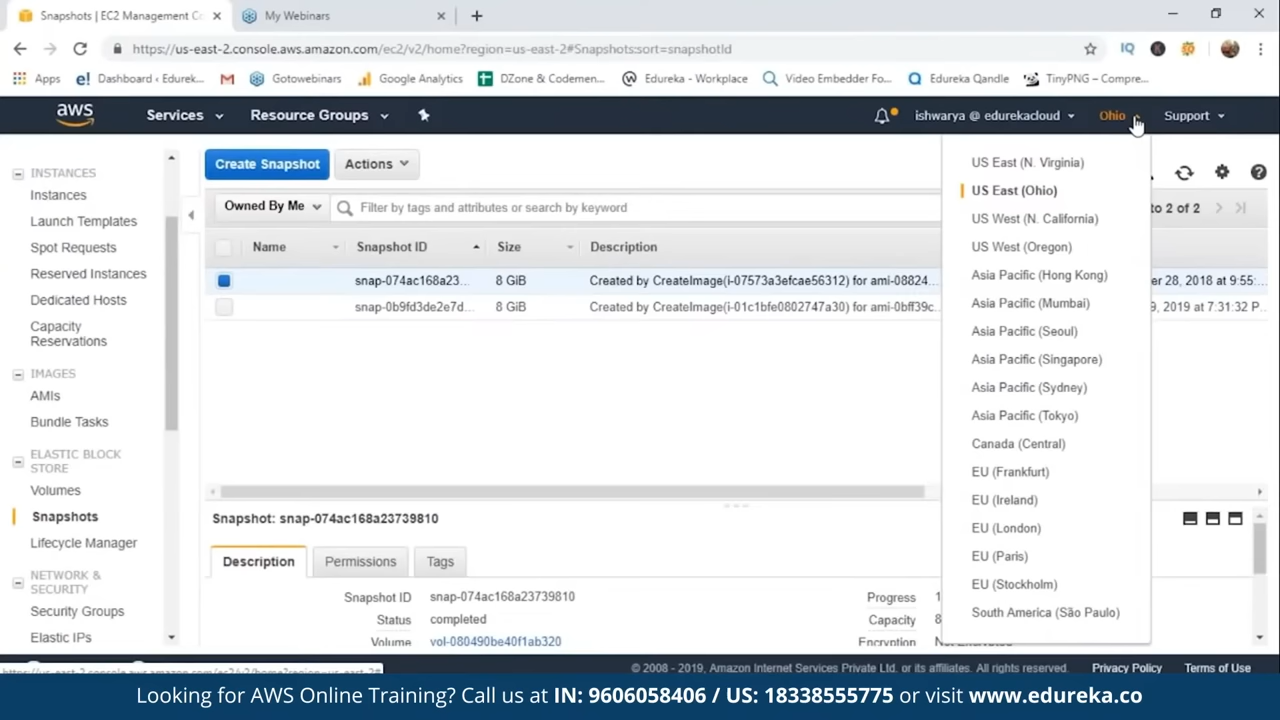 Snapshots | EC2 Management Co
My Webinars
https://us-east-2.console.aws.amazon.com/ec2/v2/home?region=us-east-2#Snapshots:sort=snapshotId
Apps
Dashboard ‹ Edurek...
Gotowebinars
Google Analytics
DZone & Codemen...
Edureka - Workplace
Video Embedder Fo...
Edureka Qandle
TinyPNG – Compre...
aws
Services
Resource Groups
ishwarya @ edurekacloud
Ohio
Support
INSTANCES
Instances
Launch Templates
Spot Requests
Reserved Instances
Dedicated Hosts
Capacity
Reservations
IMAGES
AMIs
Bundle Tasks
ELASTIC BLOCK
STORE
Volumes
Snapshots
Lifecycle Manager
NETWORK &
SECURITY
Security Groups
Elastic IPs
Create Snapshot
Actions
Owned By Me
Filter by tags and attributes or search by keyword
to 2 of 2
Name
Snapshot ID
Size
Description
snap-074ac168a23...
8 GiB
Created by CreateImage(i-07573a3efcae56312) for ami-08824...
er 28, 2018 at 9:55:...
snap-0b9fd3de2e7d...
8 GiB
Created by CreateImage(i-01c1bfe0802747a30) for ami-0bff39c...
9, 2019 at 7:31:32 P...
US East (N. Virginia)
US East (Ohio)
US West (N. California)
US West (Oregon)
Asia Pacific (Hong Kong)
Asia Pacific (Mumbai)
Asia Pacific (Seoul)
Asia Pacific (Singapore)
Asia Pacific (Sydney)
Asia Pacific (Tokyo)
Canada (Central)
EU (Frankfurt)
EU (Ireland)
EU (London)
EU (Paris)
EU (Stockholm)
South America (São Paulo)
Snapshot: snap-074ac168a23739810
Description
Permissions
Tags
Snapshot ID
snap-074ac168a23739810
Progress
Status
completed
Capacity
Volume
vol-080490be40f1ab320
Encryption
© 2008 - 2019, Amazon Internet Services Private Ltd. or its affiliates. All rights reserved.
Privacy Policy
Terms of Use
Looking for AWS Online Training? Call us at IN: 9606058406 / US: 18338555775 or visit www.edureka.co